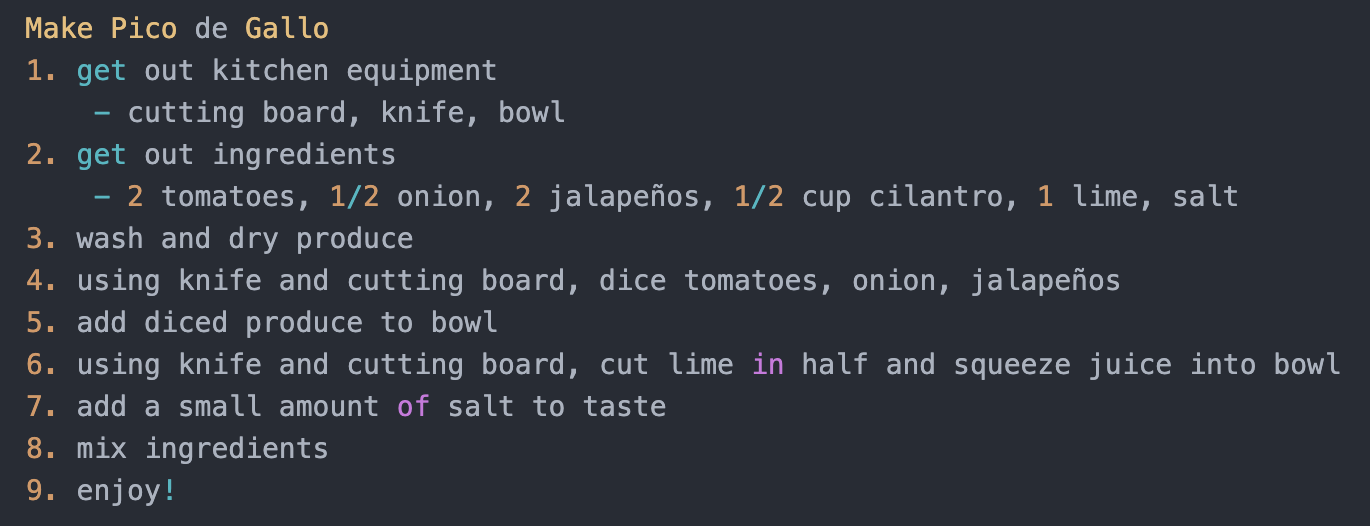 Make Pico de Gallo
1. get out kitchen equipment
– cutting board, knife, bowl
2. get out ingredients
– 2 tomatoes, 1/2 onion, 2 jalapeños, 1/2 cup cilantro, 1 lime, salt
3. wash and dry produce
4. using knife and cutting board, dice tomatoes, onion, jalapeños
5. add diced produce to bowl
6. using knife and cutting board, cut lime in half and squeeze juice into bowl
7. add a small amount of salt to taste
8. mix ingredients
9. enjoy!